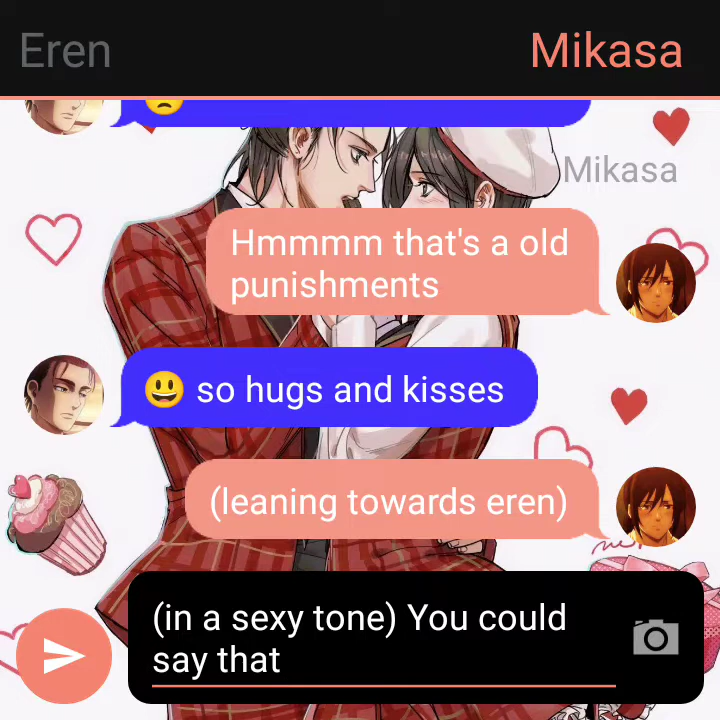 Eren
Mikasa
Mikasa
Hmmmm that's a old
punishments
😃 so hugs and kisses
(leaning towards eren)
(in a sexy tone) You could
say that